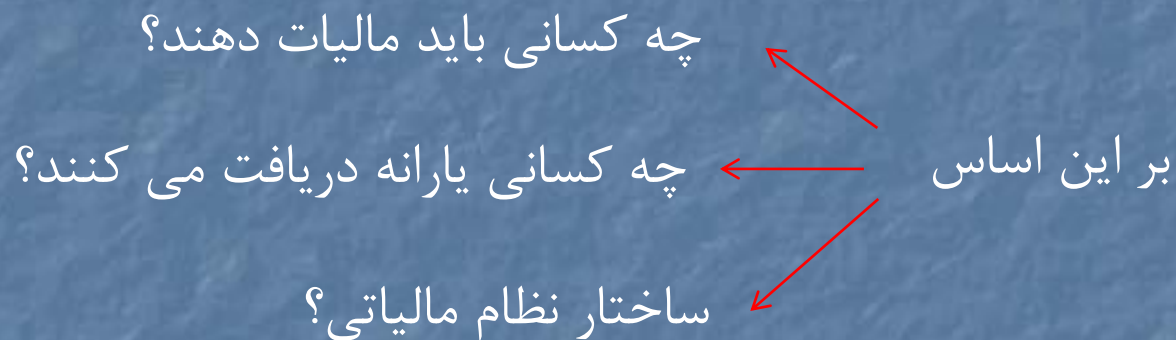 چه کسانی باید مالیات دهند؟
بر این اساس
چه کسانی یارانه دریافت می کنند؟
ساختار نظام مالیاتی؟